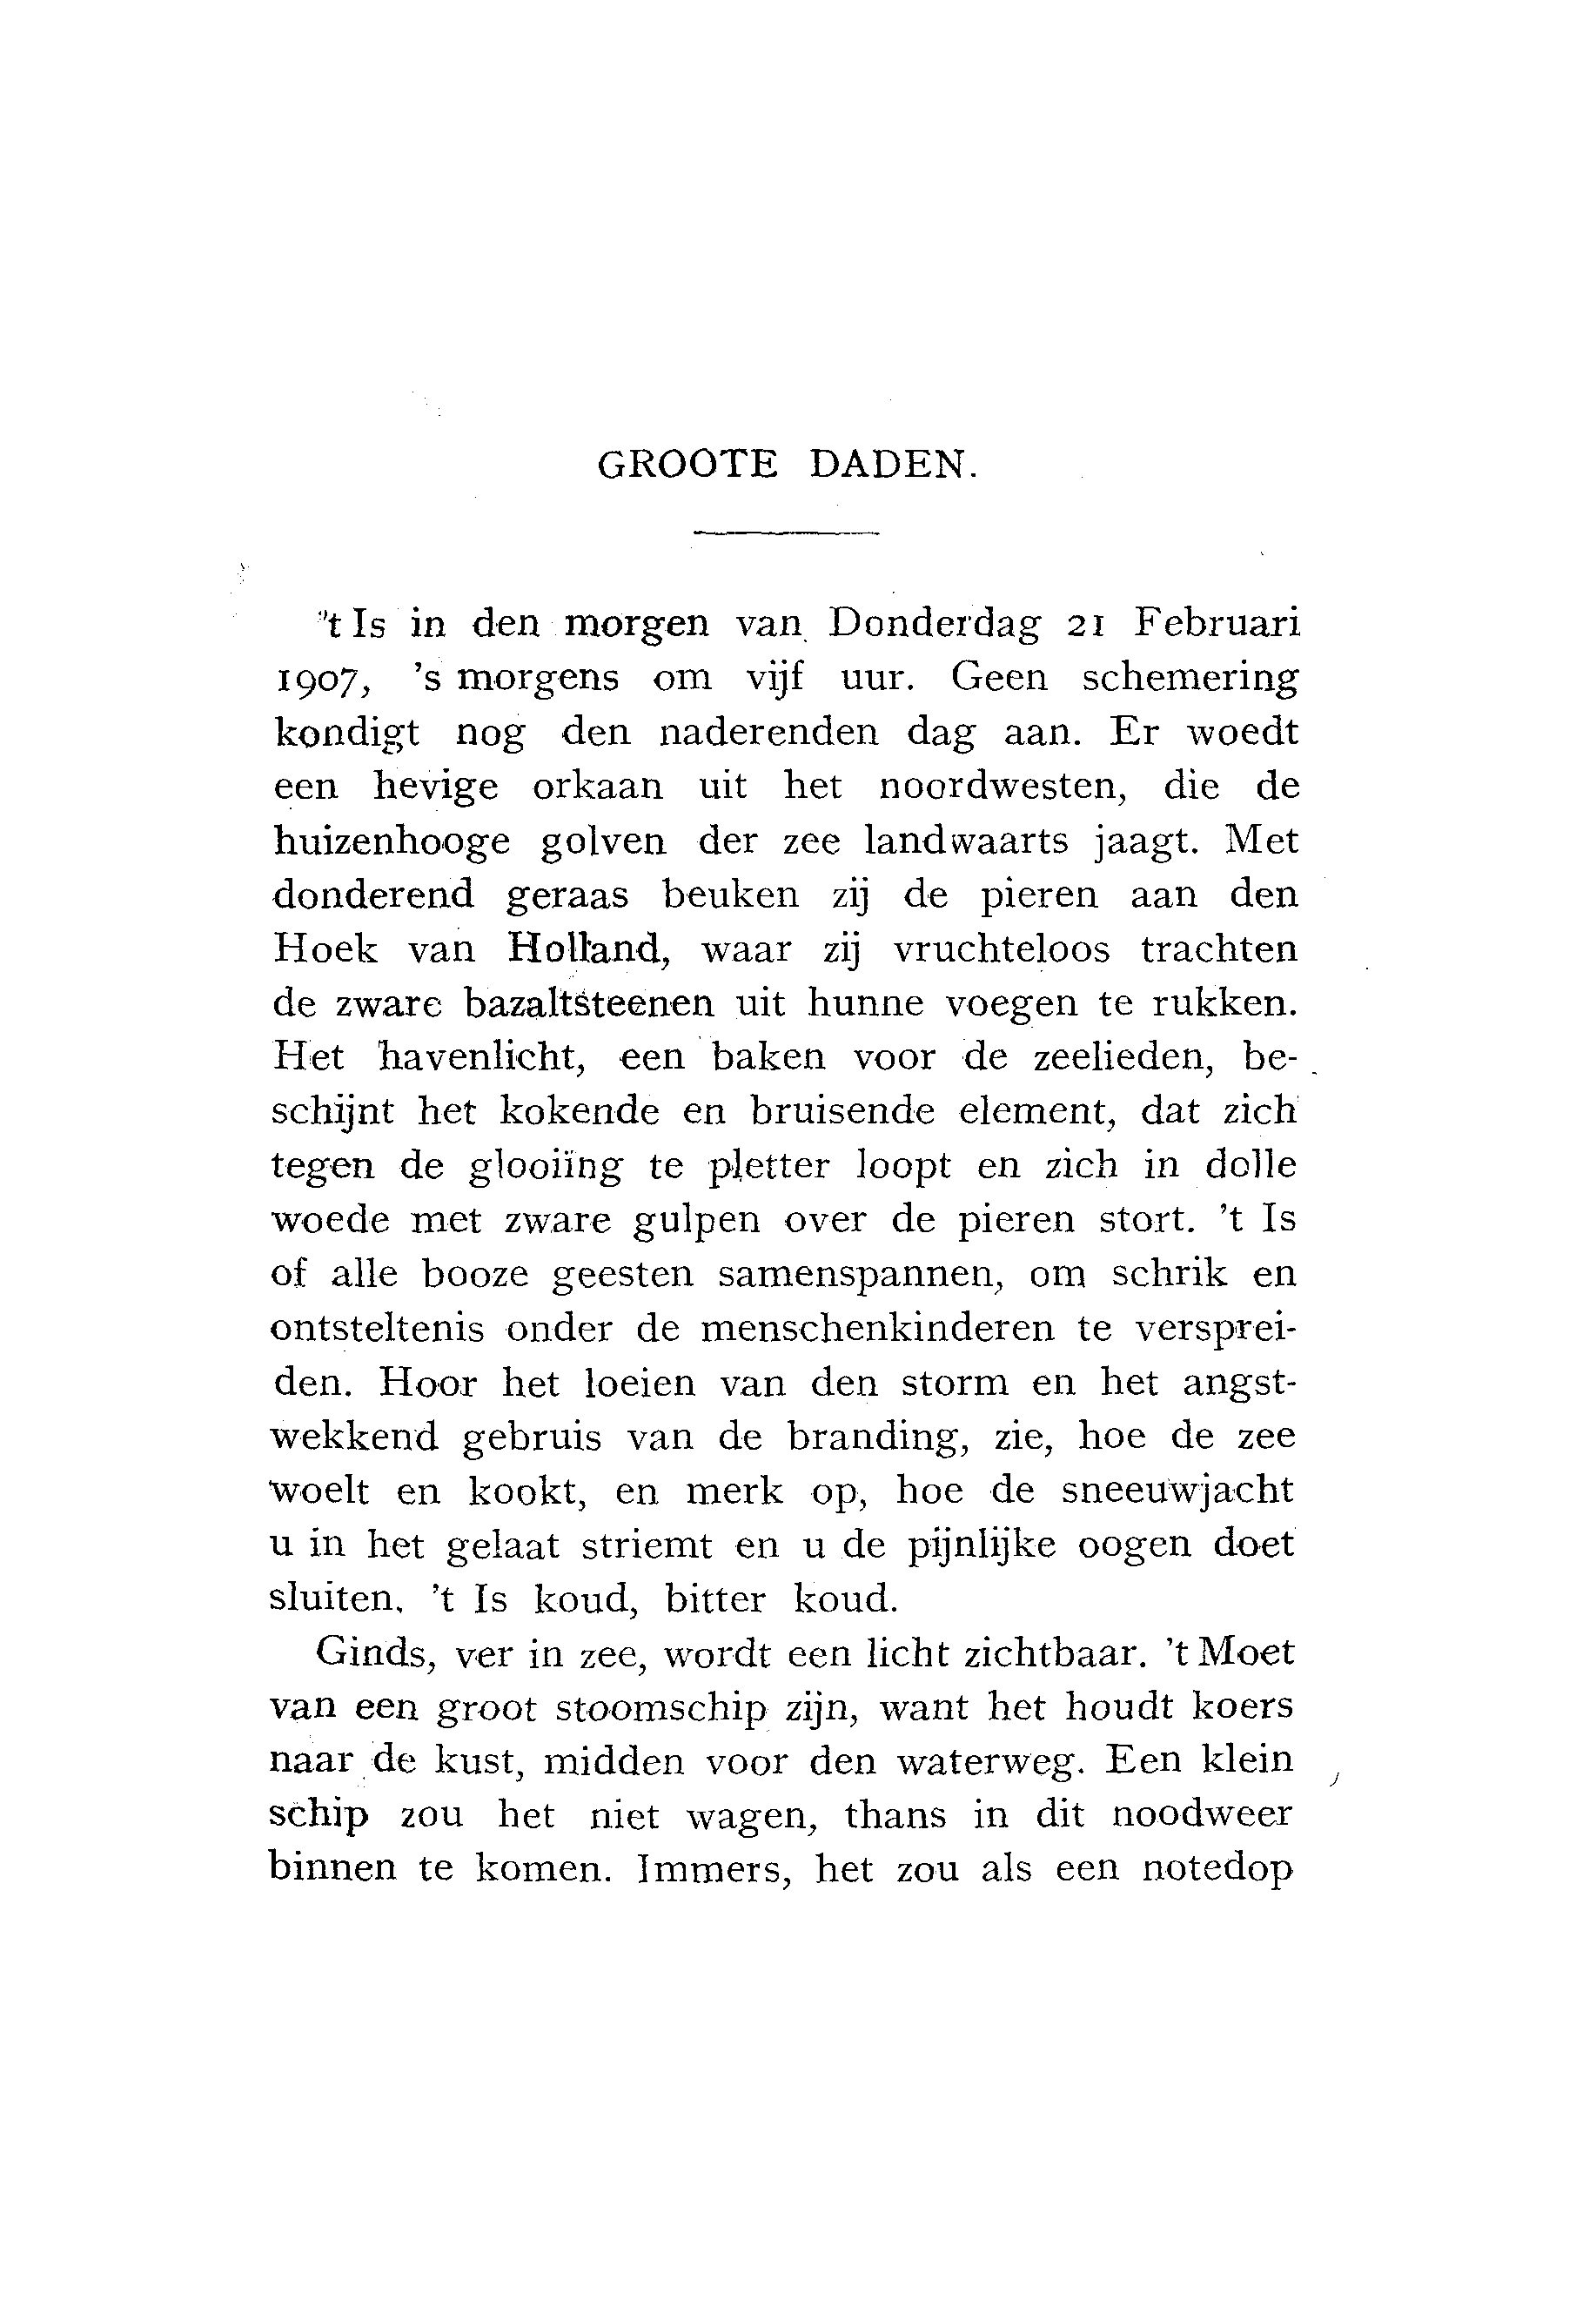 GROOTE DADEN.
't Is in den morgen van Donderdag 21 Februari
1907, 's morgens om vijf uur. Geen schemering
kondigt nog den naderenden dag aan. Er woedt
een hevige orkaan uit het noordwesten, die de
huizenhooge golven der zee landwaarts jaagt. Met
donderend geraas beuken zij de pieren aan den
Hoek van Holland, waar zij vruchteloos trachten
de zware bazaltsteenen uit hunne voegen te rukken.
Het havenlicht, een baken voor de zeelieden, be-
schijnt het kokende en bruisende element, dat zich
tegen de glooiïng te pletter loopt en zich in dolle
woede met zware gulpen over de pieren stort. 't Is
of alle booze geesten samenspannen, om schrik en
ontsteltenis onder de menschenkinderen te versprei-
den. Hoor het loeien van den storm en het angst-
wekkend gebruis van de branding, zie, hoe de zee
woelt en kookt, en merk op, hoe de sneeuwjacht
u in het gelaat striemt en u de pijnlijke oogen doet
sluiten. 't Is koud, bitter koud.
Ginds, ver in zee, wordt een licht zichtbaar. 't Moet
van een groot stoomschip zijn, want het houdt koers
naar de kust, midden voor den waterweg. Een klein
schip zou het niet wagen, thans in dit noodweer
binnen te komen. Immers, het zou als een notedop